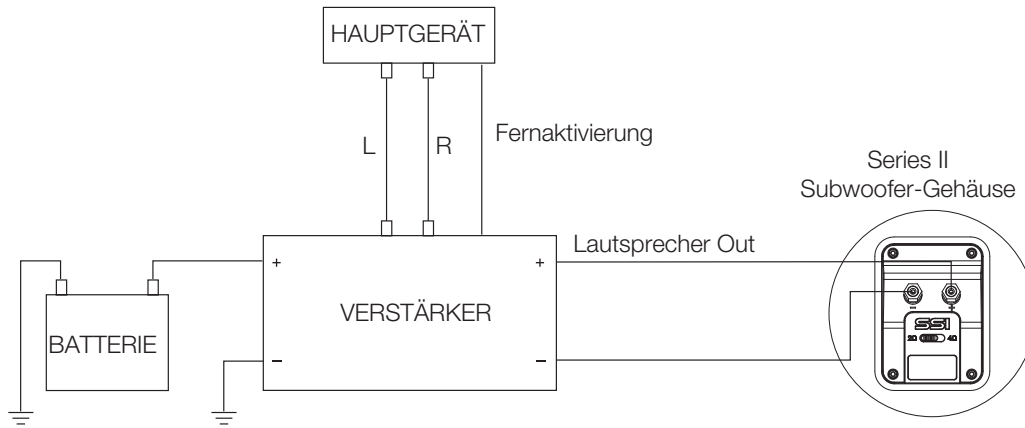 HAUPTGERÄT
L
R
Fernaktivierung
Series II
Subwoofer-Gehäuse
Lautsprecher Out
+
+
VERSTÄRKER
BATTERIE
−
−
− +
SSI
2Ω 4Ω